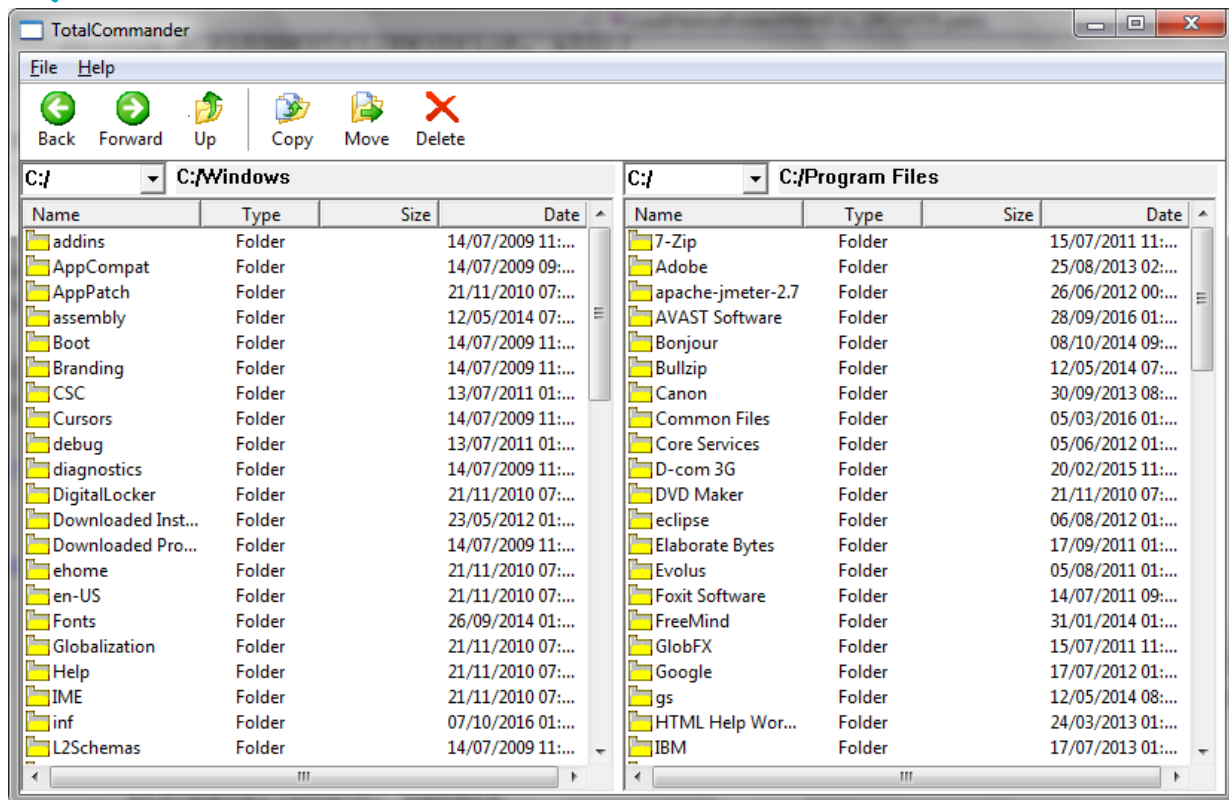 TotalCommander
File Help
Back Forward Up Copy Move Delete
C:/ C:/Windows
Name Type Size Date
addins Folder 14/07/2009 11:...
AppCompat Folder 14/07/2009 09:...
AppPatch Folder 21/11/2010 07:...
assembly Folder 12/05/2014 07:...
Boot Folder 14/07/2009 11:...
Branding Folder 14/07/2009 11:...
CSC Folder 13/07/2011 01:...
Cursors Folder 14/07/2009 11:...
debug Folder 13/07/2011 01:...
diagnostics Folder 14/07/2009 11:...
DigitalLocker Folder 21/11/2010 07:...
Downloaded Inst... Folder 23/05/2012 01:...
Downloaded Pro... Folder 14/07/2009 11:...
ehome Folder 21/11/2010 07:...
en-US Folder 21/11/2010 07:...
Fonts Folder 26/09/2014 01:...
Globalization Folder 21/11/2010 07:...
Help Folder 21/11/2010 07:...
IME Folder 21/11/2010 07:...
inf Folder 07/10/2016 01:...
L2Schemas Folder 14/07/2009 11:...
C:/ C:/Program Files
Name Type Size Date
7-Zip Folder 15/07/2011 11:...
Adobe Folder 25/08/2013 02:...
apache-jmeter-2.7 Folder 26/06/2012 00:...
AVAST Software Folder 28/09/2016 01:...
Bonjour Folder 08/10/2014 09:...
Bullzip Folder 12/05/2014 07:...
Canon Folder 30/09/2013 08:...
Common Files Folder 05/03/2016 01:...
Core Services Folder 05/06/2012 01:...
D-com 3G Folder 20/02/2015 11:...
DVD Maker Folder 21/11/2010 07:...
eclipse Folder 06/08/2012 01:...
Elaborate Bytes Folder 17/09/2011 01:...
Evolus Folder 05/08/2011 01:...
Foxit Software Folder 14/07/2011 09:...
FreeMind Folder 31/01/2014 01:...
GlobFX Folder 15/07/2011 11:...
Google Folder 17/07/2012 01:...
gs Folder 12/05/2014 08:...
HTML Help Wor... Folder 24/03/2013 01:...
IBM Folder 17/07/2013 01:...